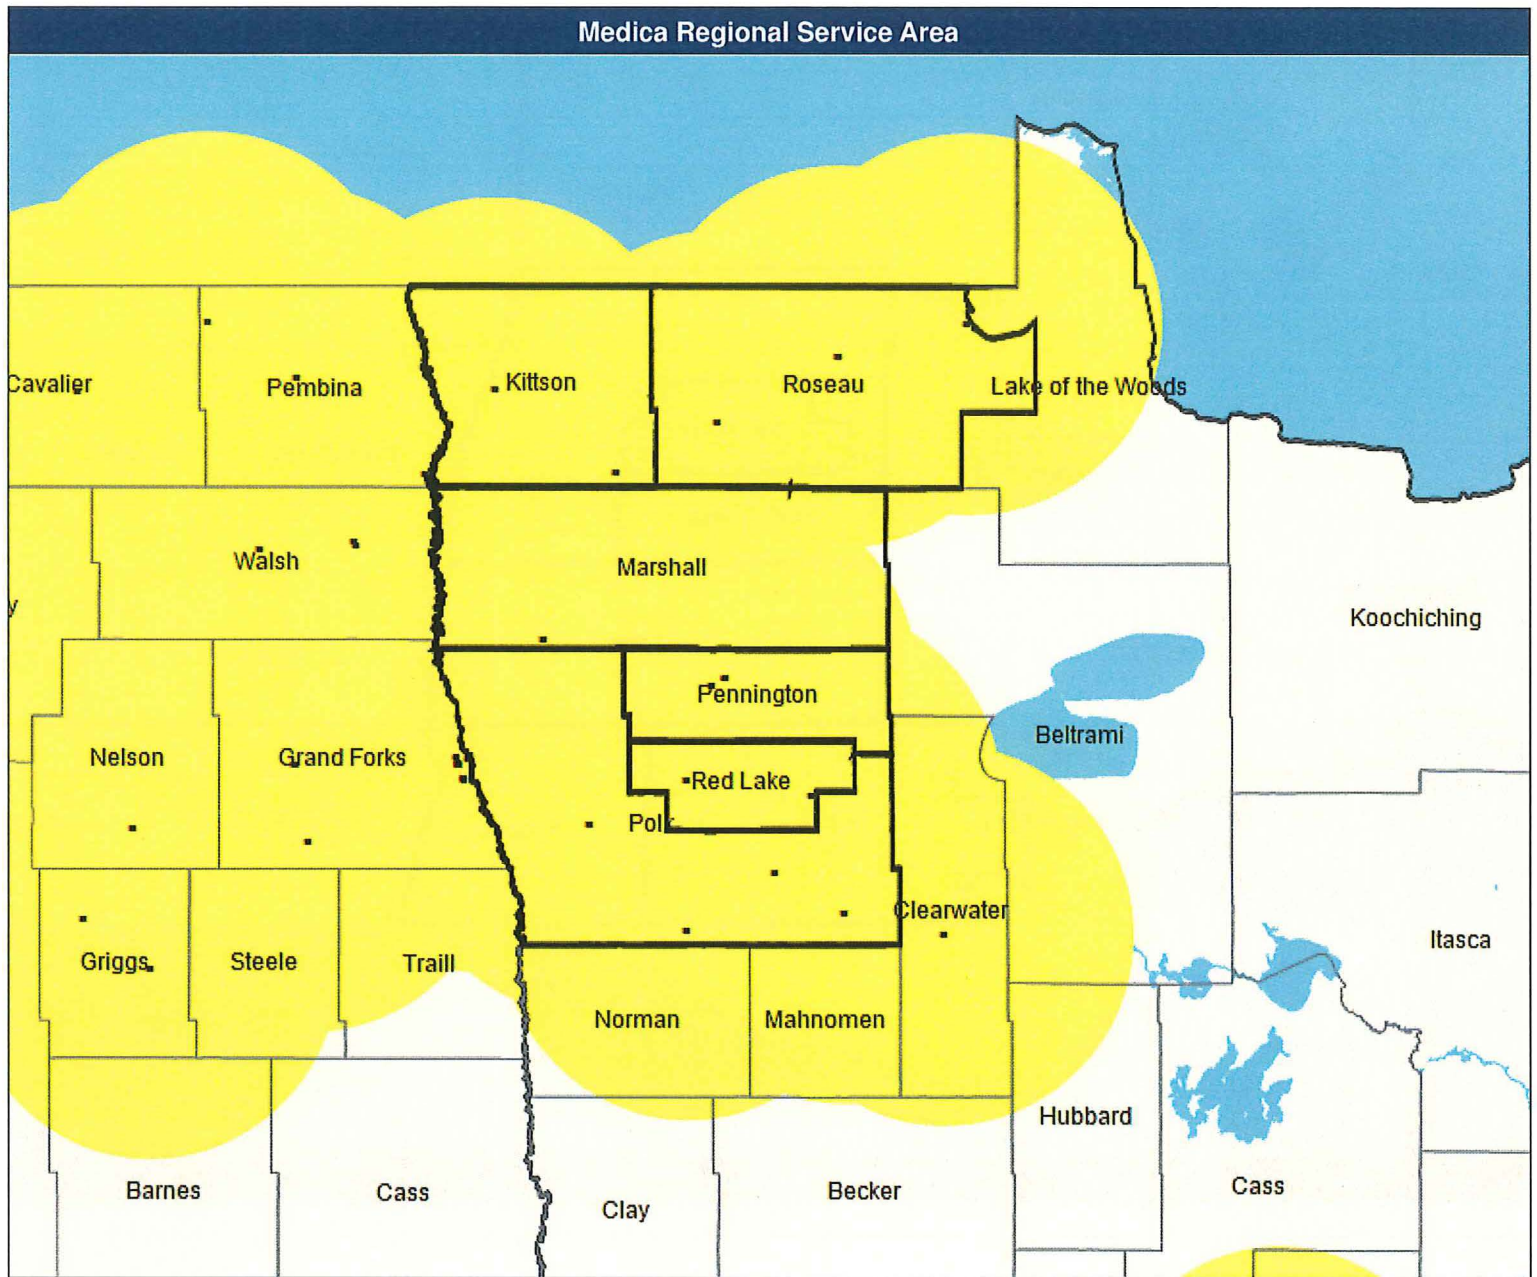 Medica Regional Service Area
Cavalier
Pembina
Kittson
Roseau
Lake of the Woods
Walsh
Marshall
y
Koochiching
Pennington
Nelson
Grand Forks
Beltrami
Red Lake
Polk
Clearwater
Griggs
Steele
Traill
Itasca
Norman
Mahnomen
Hubbard
Barnes
Cass
Clay
Becker
Cass